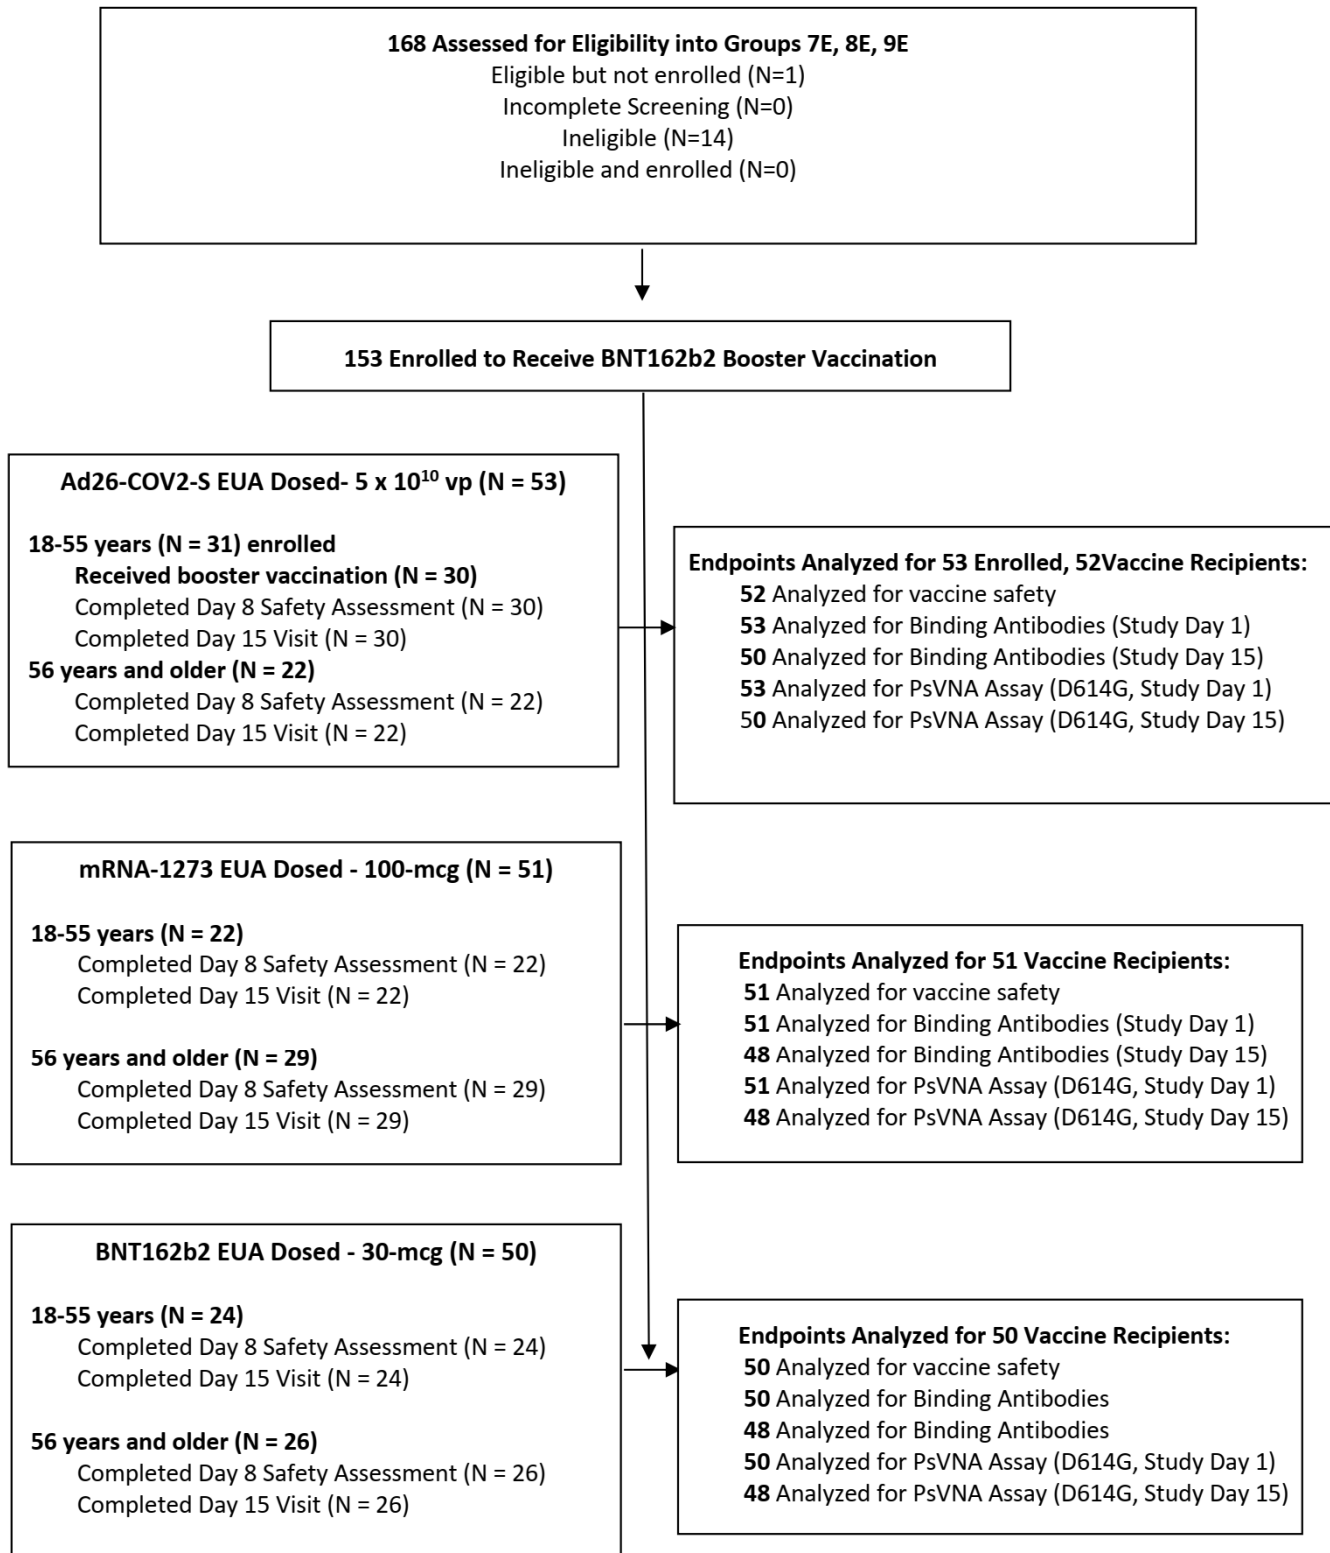 168 Assessed for Eligibility into Groups 7E, 8E, 9E
Eligible but not enrolled (N=1)
Incomplete Screening (N=0)
Ineligible (N=14)
Ineligible and enrolled (N=0)
153 Enrolled to Receive BNT162b2 Booster Vaccination
Ad26-COV2-S EUA Dosed- 5 x 10¹⁰ vp (N = 53)
18-55 years (N = 31) enrolled
Received booster vaccination (N = 30)
Completed Day 8 Safety Assessment (N = 30)
Completed Day 15 Visit (N = 30)
56 years and older (N = 22)
Completed Day 8 Safety Assessment (N = 22)
Completed Day 15 Visit (N = 22)
Endpoints Analyzed for 53 Enrolled, 52Vaccine Recipients:
52 Analyzed for vaccine safety
53 Analyzed for Binding Antibodies (Study Day 1)
50 Analyzed for Binding Antibodies (Study Day 15)
53 Analyzed for PsVNA Assay (D614G, Study Day 1)
50 Analyzed for PsVNA Assay (D614G, Study Day 15)
mRNA-1273 EUA Dosed - 100-mcg (N = 51)
18-55 years (N = 22)
Completed Day 8 Safety Assessment (N = 22)
Completed Day 15 Visit (N = 22)
56 years and older (N = 29)
Completed Day 8 Safety Assessment (N = 29)
Completed Day 15 Visit (N = 29)
Endpoints Analyzed for 51 Vaccine Recipients:
51 Analyzed for vaccine safety
51 Analyzed for Binding Antibodies (Study Day 1)
48 Analyzed for Binding Antibodies (Study Day 15)
51 Analyzed for PsVNA Assay (D614G, Study Day 1)
48 Analyzed for PsVNA Assay (D614G, Study Day 15)
BNT162b2 EUA Dosed - 30-mcg (N = 50)
18-55 years (N = 24)
Completed Day 8 Safety Assessment (N = 24)
Completed Day 15 Visit (N = 24)
56 years and older (N = 26)
Completed Day 8 Safety Assessment (N = 26)
Completed Day 15 Visit (N = 26)
Endpoints Analyzed for 50 Vaccine Recipients:
50 Analyzed for vaccine safety
50 Analyzed for Binding Antibodies
48 Analyzed for Binding Antibodies
50 Analyzed for PsVNA Assay (D614G, Study Day 1)
48 Analyzed for PsVNA Assay (D614G, Study Day 15)